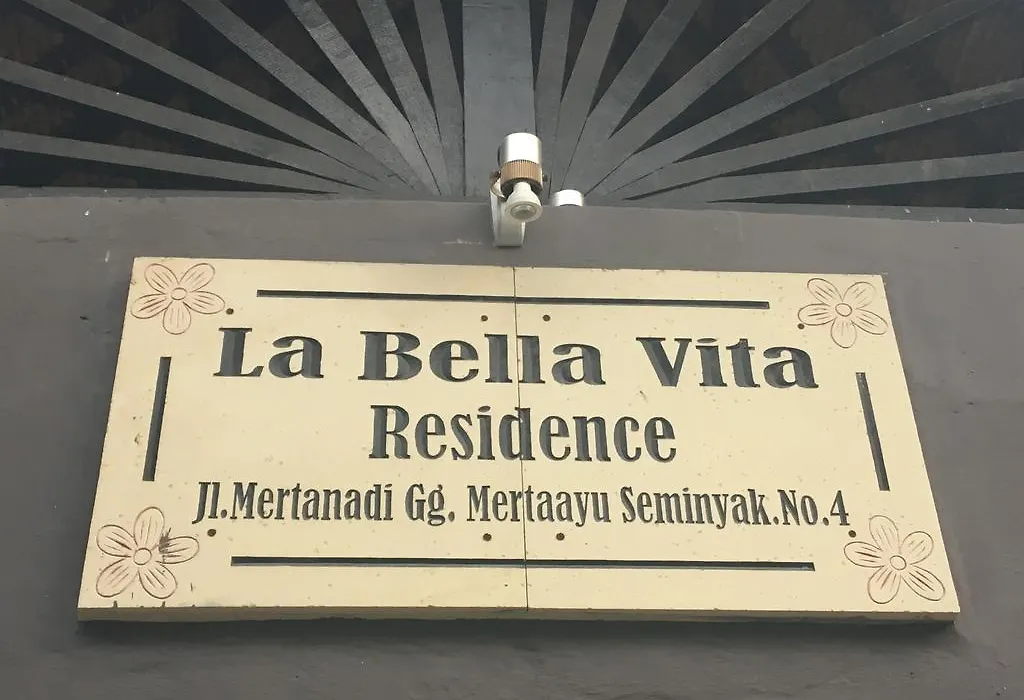 La Bella Vita
Residence
Jl.Mertanadi Gg. Mertaayu Seminyak.No.4